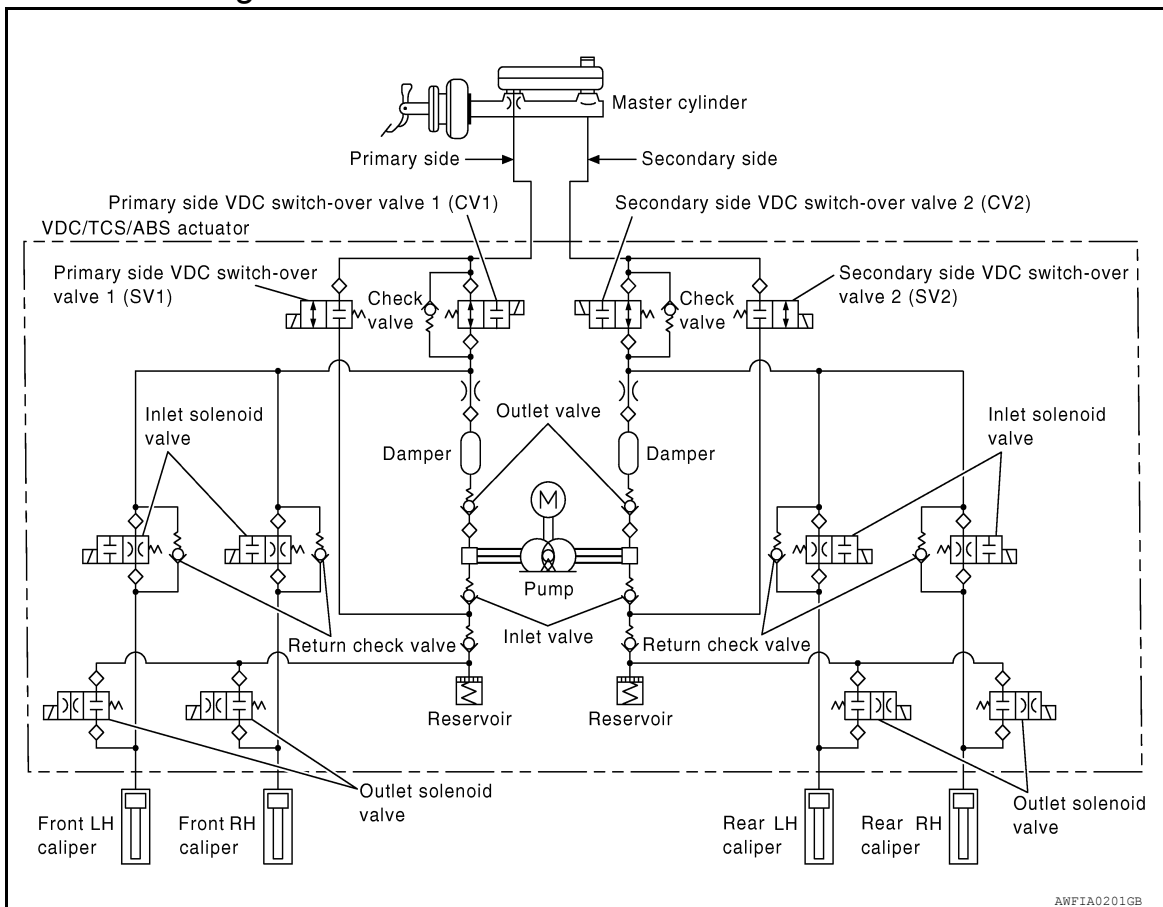 Master cylinder
Primary side
Secondary side
Primary side VDC switch-over valve 1 (CV1)
Secondary side VDC switch-over valve 2 (CV2)
VDC/TCS/ABS actuator
Primary side VDC switch-over
valve 1 (SV1)
Check
valve
Check
valve
Secondary side VDC switch-over
valve 2 (SV2)
Inlet solenoid
valve
Outlet valve
Inlet solenoid
valve
Damper
Damper
M
Pump
Return check valve
Inlet valve
Return check valve
Reservoir
Reservoir
Outlet solenoid
valve
Outlet solenoid
valve
Front LH
caliper
Front RH
caliper
Rear LH
caliper
Rear RH
caliper
AWFIA0201GB